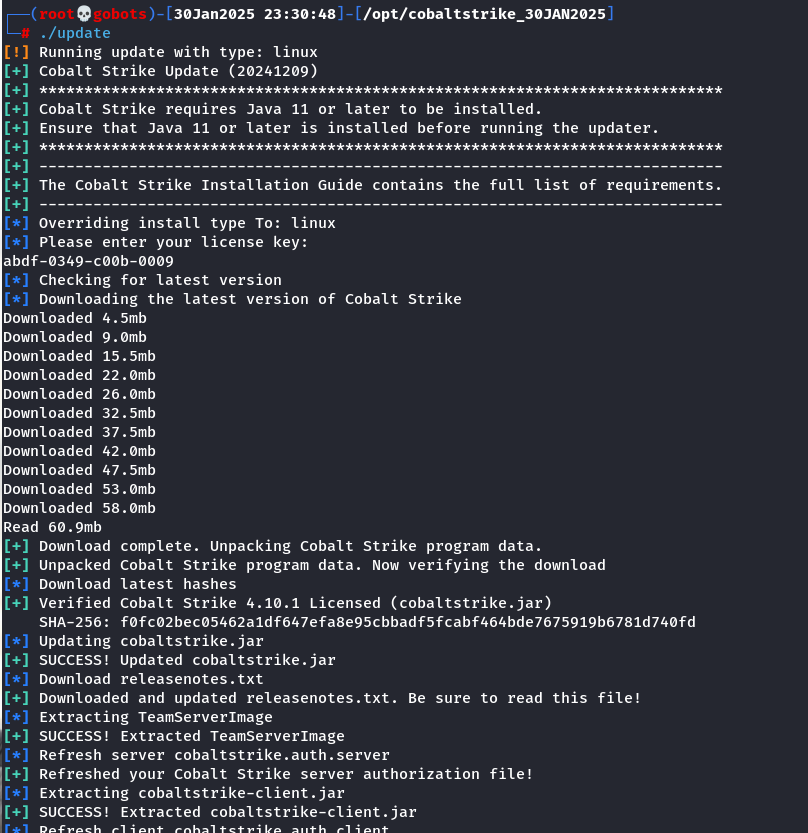 (root💀gobots)-[30Jan2025 23:30:48]-[/opt/cobaltstrike_30JAN2025]
# ./update
[!] Running update with type: linux
[+] Cobalt Strike Update (20241209)
[+] ****************************************************************************
[+] Cobalt Strike requires Java 11 or later to be installed.
[+] Ensure that Java 11 or later is installed before running the updater.
[+] ****************************************************************************
[+] ----------------------------------------------------------------------------
[+] The Cobalt Strike Installation Guide contains the full list of requirements.
[+] ----------------------------------------------------------------------------
[*] Overriding install type To: linux
[*] Please enter your license key:
abdf-0349-c00b-0009
[*] Checking for latest version
[*] Downloading the latest version of Cobalt Strike
Downloaded 4.5mb
Downloaded 9.0mb
Downloaded 15.5mb
Downloaded 22.0mb
Downloaded 26.0mb
Downloaded 32.5mb
Downloaded 37.5mb
Downloaded 42.0mb
Downloaded 47.5mb
Downloaded 53.0mb
Downloaded 58.0mb
Read 60.9mb
[+] Download complete. Unpacking Cobalt Strike program data.
[+] Unpacked Cobalt Strike program data. Now verifying the download
[*] Download latest hashes
[+] Verified Cobalt Strike 4.10.1 Licensed (cobaltstrike.jar)
SHA-256: f0fc02bec05462a1df647efa8e95cbbadf5fcabf464bde7675919b6781d740fd
[*] Updating cobaltstrike.jar
[+] SUCCESS! Updated cobaltstrike.jar
[*] Download releasenotes.txt
[+] Downloaded and updated releasenotes.txt. Be sure to read this file!
[*] Extracting TeamServerImage
[+] SUCCESS! Extracted TeamServerImage
[*] Refresh server cobaltstrike.auth.server
[+] Refreshed your Cobalt Strike server authorization file!
[*] Extracting cobaltstrike-client.jar
[+] SUCCESS! Extracted cobaltstrike-client.jar
[*] Refresh client cobaltstrike.auth.client